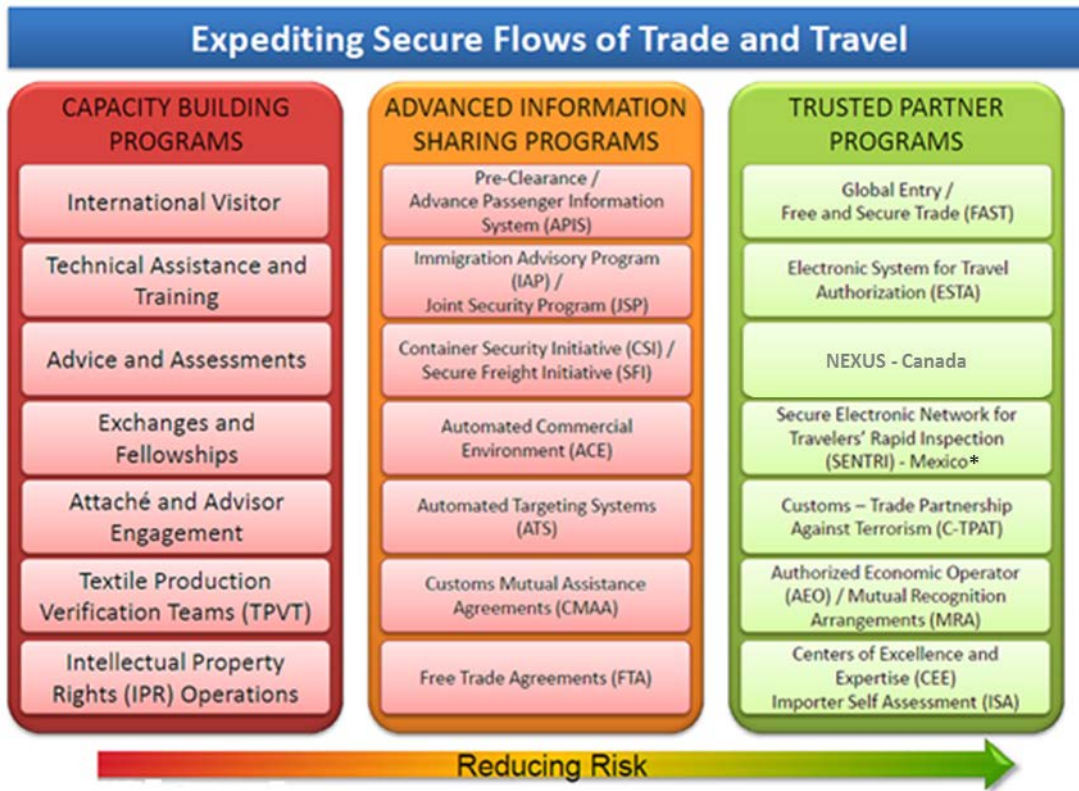 Expediting Secure Flows of Trade and Travel
CAPACITY BUILDING
PROGRAMS
International Visitor
Technical Assistance and
Training
Advice and Assessments
Exchanges and
Fellowships
Attaché and Advisor
Engagement
Textile Production
Verification Teams (TPVT)
Intellectual Property
Rights (IPR) Operations
ADVANCED INFORMATION
SHARING PROGRAMS
Pre-Clearance /
Advance Passenger Information
System (APIS)
Immigration Advisory Program
(IAP) /
Joint Security Program (JSP)
Container Security Initiative (CSI) /
Secure Freight Initiative (SFI)
Automated Commercial
Environment (ACE)
Automated Targeting Systems
(ATS)
Customs Mutual Assistance
Agreements (CMAA)
Free Trade Agreements (FTA)
TRUSTED PARTNER
PROGRAMS
Global Entry /
Free and Secure Trade (FAST)
Electronic System for Travel
Authorization (ESTA)
NEXUS - Canada
Secure Electronic Network for
Travelers’ Rapid Inspection
(SENTRI) - Mexico*
Customs – Trade Partnership
Against Terrorism (C-TPAT)
Authorized Economic Operator
(AEO) / Mutual Recognition
Arrangements (MRA)
Centers of Excellence and
Expertise (CEE)
Importer Self Assessment (ISA)
Reducing Risk